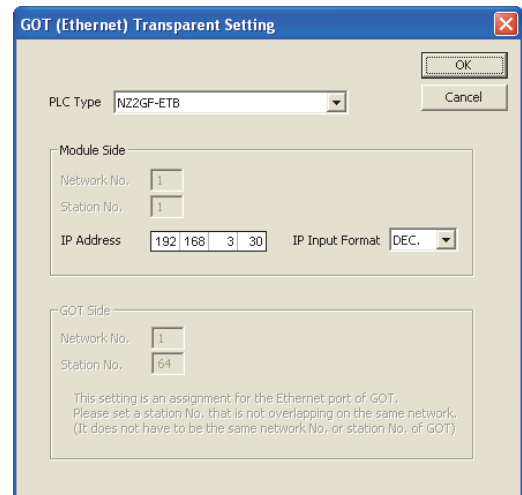 GOT (Ethernet) Transparent Setting
OK
PLC Type NZ2GF-ETB
Cancel
Module Side
Network No. 1
Station No. 1
IP Address 192 168 3 30 IP Input Format DEC.
GOT Side
Network No. 1
Station No. 64
This setting is an assignment for the Ethernet port of GOT.
Please set a station No. that is not overlapping on the same network.
(It does not have to be the same network No. or station No. of GOT)